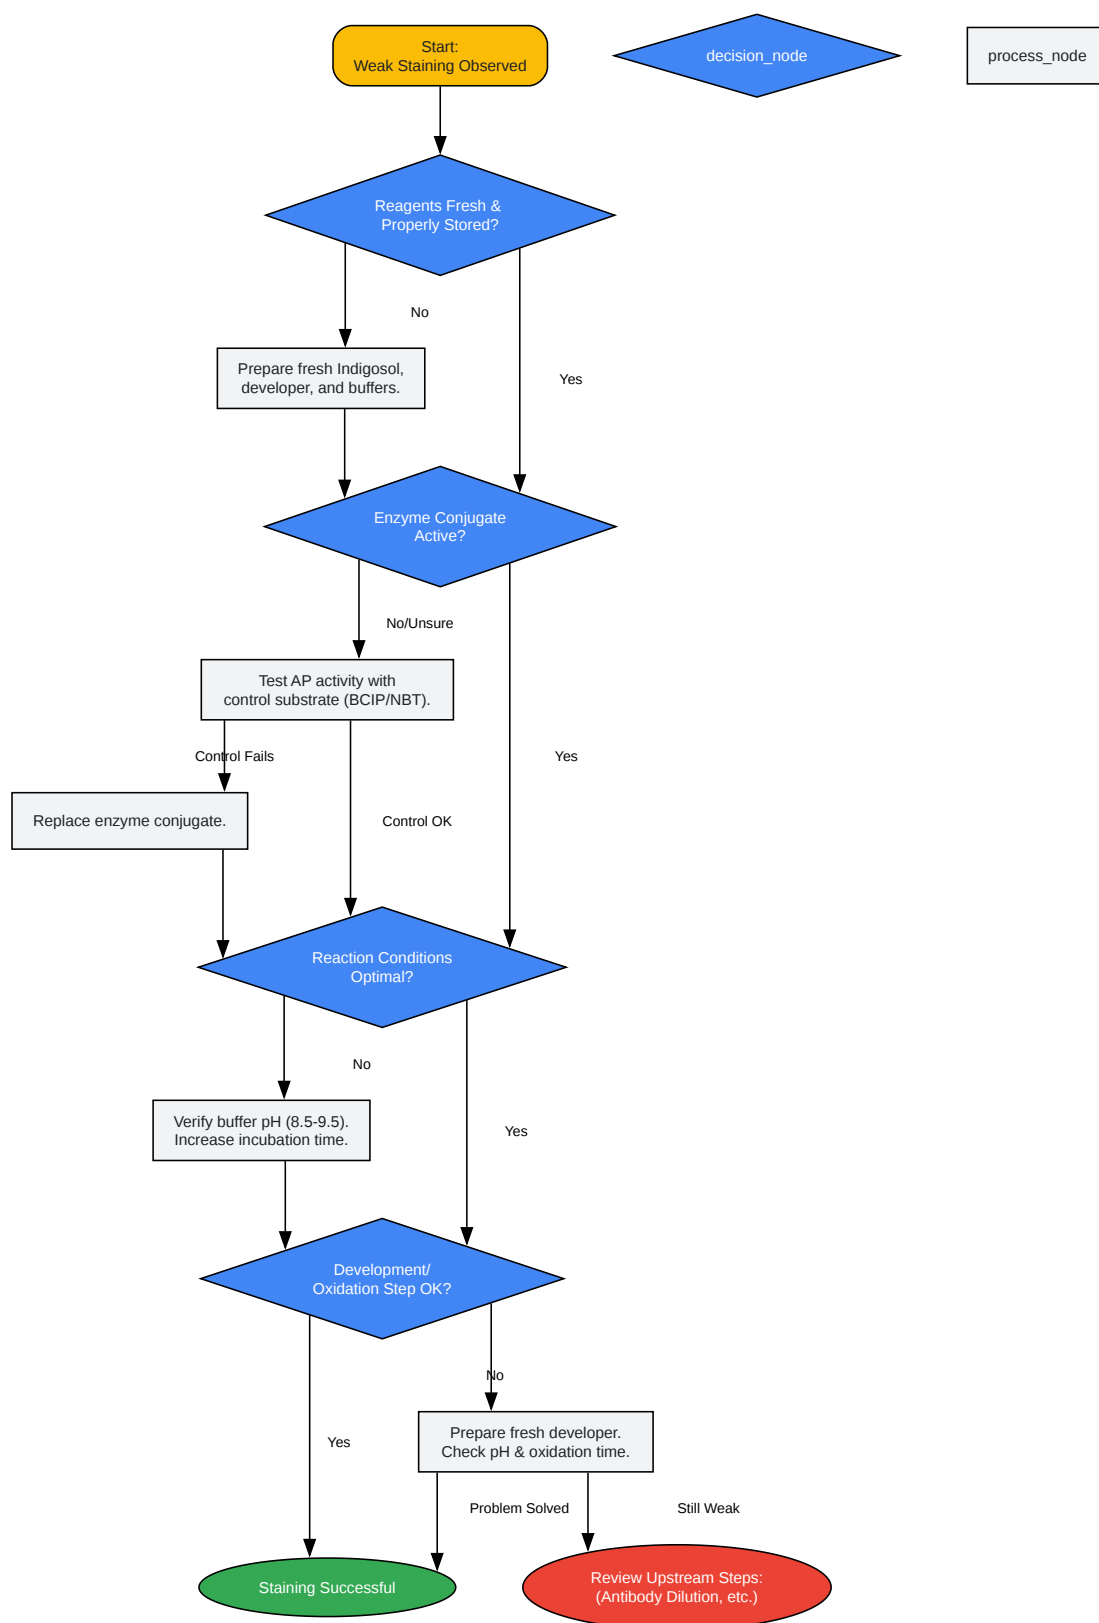 Start:
Weak Staining Observed
decision_node
process_node
Reagents Fresh &
Properly Stored?
No
Prepare fresh Indigosol,
developer, and buffers.
Yes
Enzyme Conjugate
Active?
No/Unsure
Test AP activity with
control substrate (BCIP/NBT).
Control Fails
Yes
Replace enzyme conjugate.
Control OK
Reaction Conditions
Optimal?
No
Verify buffer pH (8.5-9.5).
Increase incubation time.
Yes
Development/
Oxidation Step OK?
No
Prepare fresh developer.
Check pH & oxidation time.
Yes
Problem Solved
Still Weak
Staining Successful
Review Upstream Steps:
(Antibody Dilution, etc.)